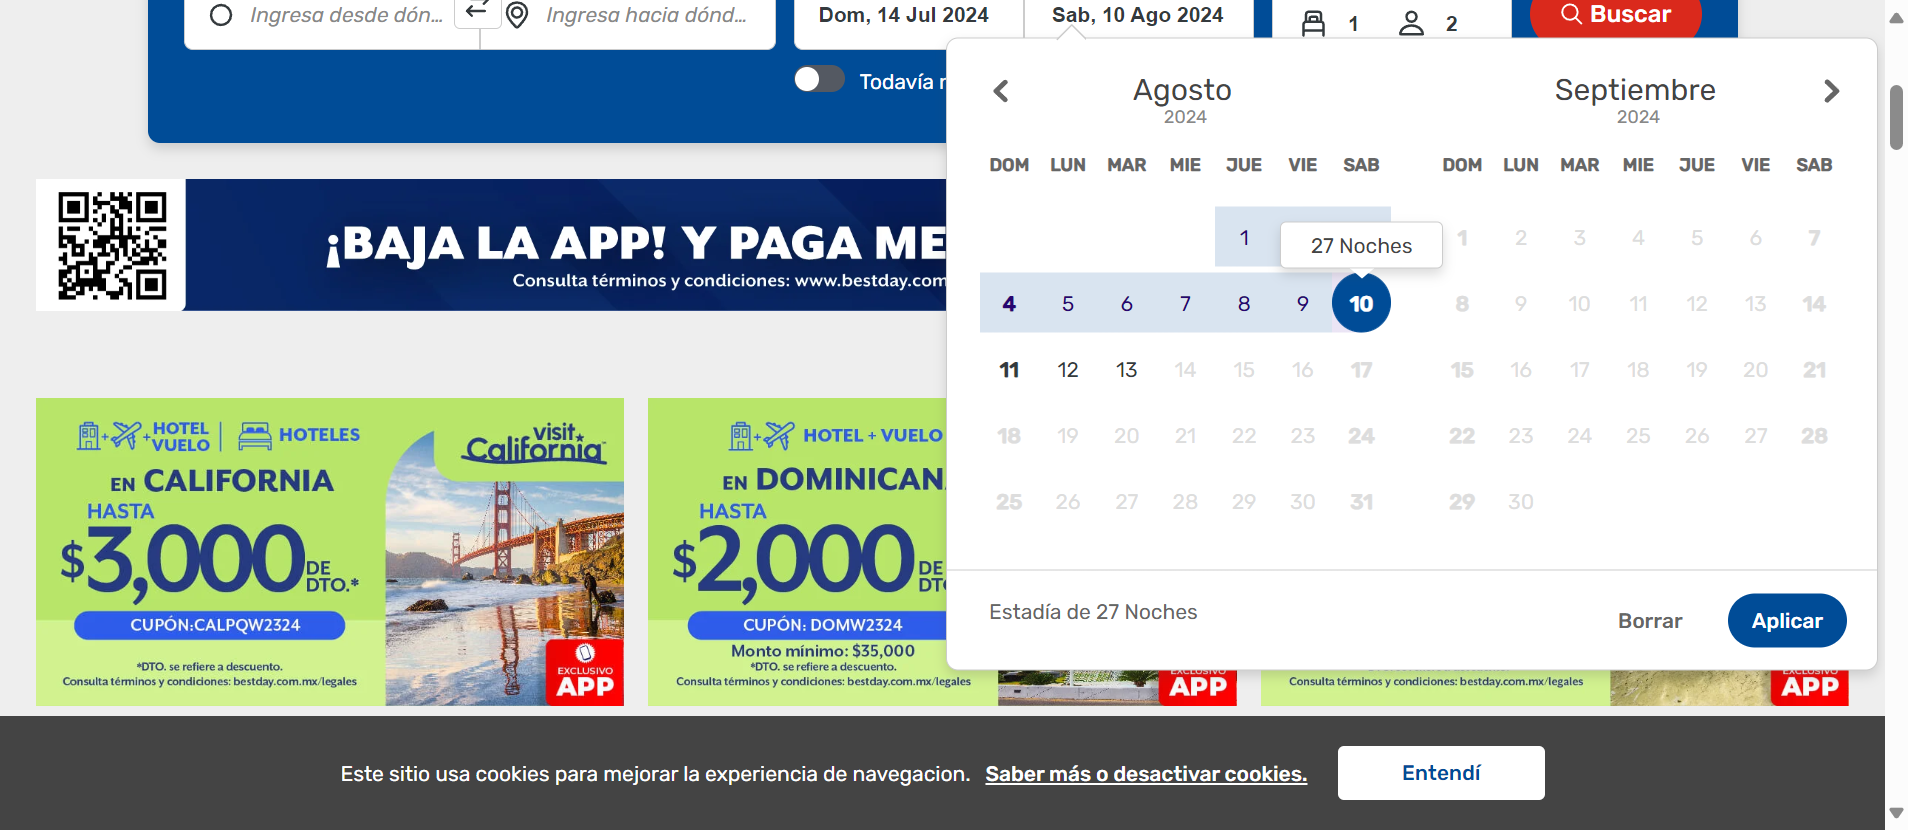 Ingresa desde dón...
Ingresa hacia dónd...
Dom, 14 Jul 2024
Sab, 10 Ago 2024
1
2
Buscar
Todavía
Agosto
2024
Septiembre
2024
DOM LUN MAR MIE JUE VIE SAB
DOM LUN MAR MIE JUE VIE SAB
1
27 Noches
1 2 3 4 5 6 7
4 5 6 7 8 9 10
8 9 10 11 12 13 14
11 12 13 14 15 16 17
15 16 17 18 19 20 21
18 19 20 21 22 23 24
22 23 24 25 26 27 28
25 26 27 28 29 30 31
29 30
Estadía de 27 Noches
Borrar
Aplicar
¡BAJA LA APP! Y PAGA ME
Consulta términos y condiciones: www.bestday.com
+ + HOTEL
VUELO
HOTELES
visit
California
EN CALIFORNIA
HASTA
$3,000 DE
DTO.*
CUPÓN:CALPQW2324
*DTO. se refiere a descuento.
Consulta términos y condiciones: bestday.com.mx/legales
EXCLUSIVO
APP
+ HOTEL + VUELO
EN DOMINICAN
HASTA
$2,000 DE
DT
CUPÓN: DOMW2324
Monto mínimo: $35,000
*DTO. se refiere a descuento.
Consulta términos y condiciones: bestday.com.mx/legales
EXCLUSIVO
APP
Consulta términos y condiciones: bestday.com.mx/legales
EXCLUSIVO
APP
Este sitio usa cookies para mejorar la experiencia de navegacion.
Saber más o desactivar cookies.
Entendí